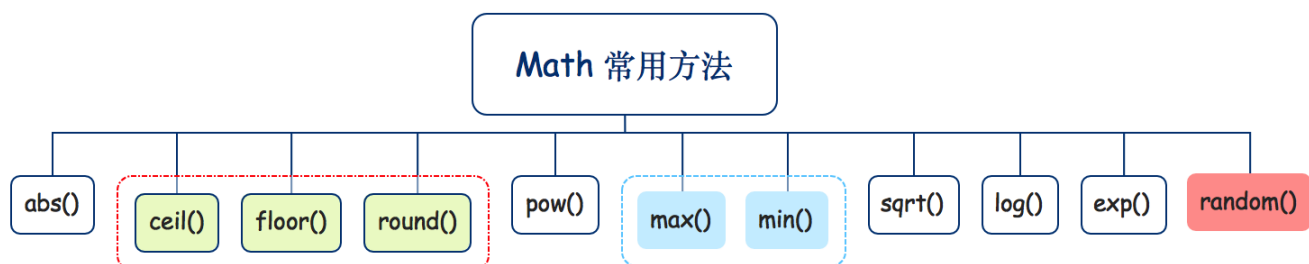 Math 常用方法
abs()
ceil()
floor()
round()
pow()
max()
min()
sqrt()
log()
exp()
random()